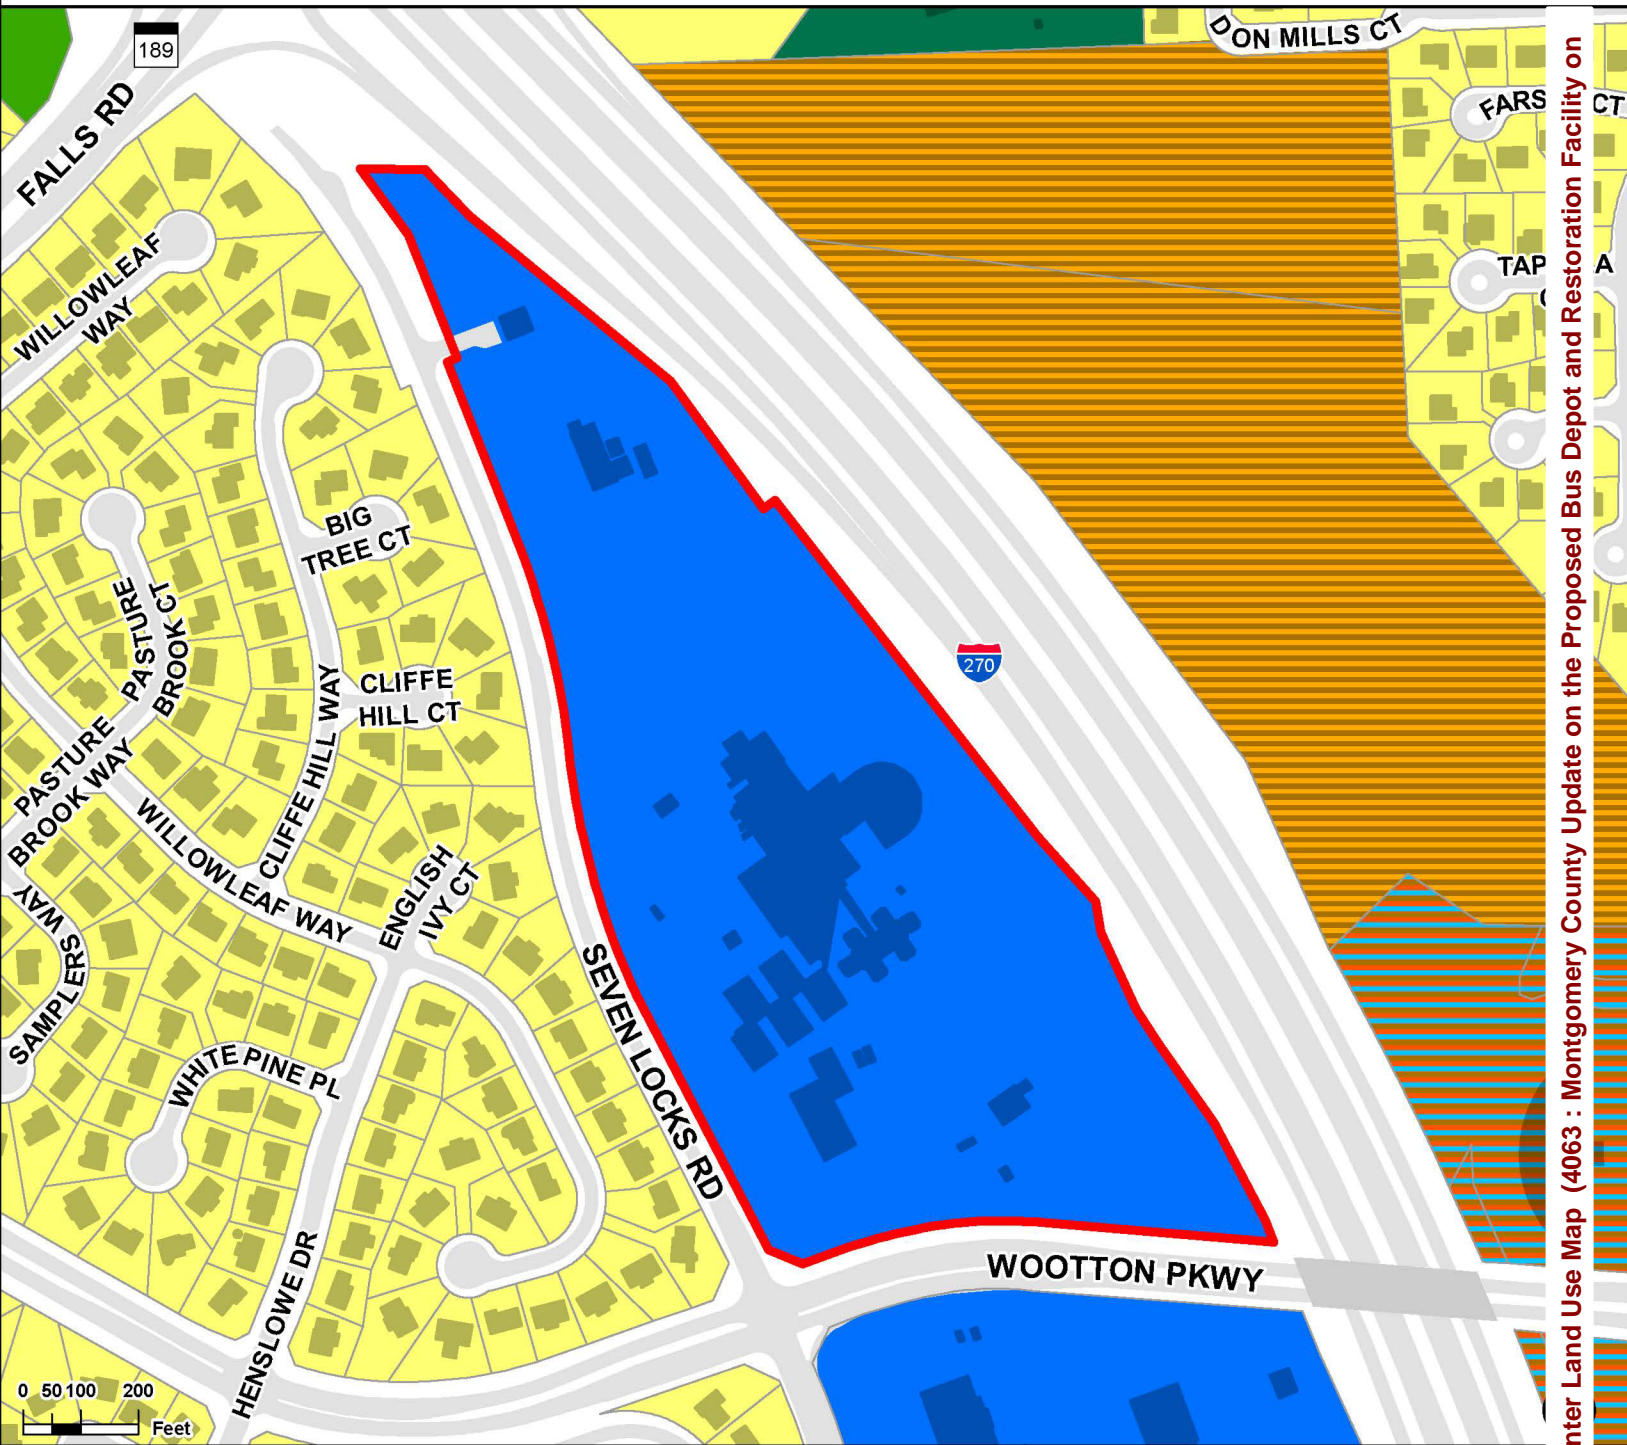 189
FALLS RD
DON MILLS CT
FARS
CT
WILLOWLEAF
WAY
TAP
A
BIG
TREE CT
PASTURE
BROOK CT
CLIFFE
HILL CT
270
CLIFFE HILL WAY
PASTURE
BROOK WAY
WILLOWLEAF WAY
ENGLISH
IVY CT
SAMPLERS WAY
SEVEN LOCKS RD
WHITE PINE PL
HENSLOWE DR
WOOTTON PKWY
0 50 100 200
Feet
nter Land Use Map (4063 : Montgomery County Update on the Proposed Bus Depot and Restoration Facility on